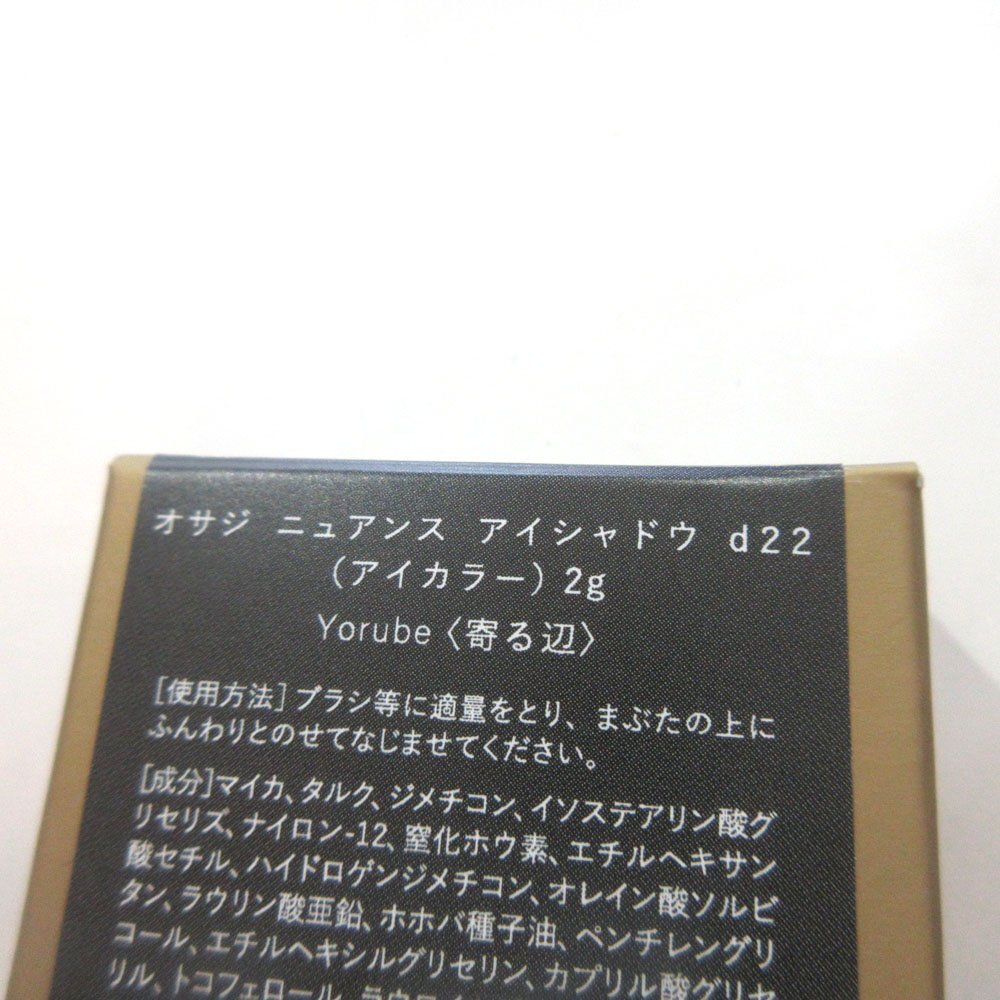 オサジ ニュアンス アイシャドウ d22
（アイカラー）2g
Yorube〈寄る辺〉
［使用方法］ブラシ等に適量をとり、まぶたの上に
ふんわりとのせてなじませてください。
［成分］マイカ、タルク、ジメチコン、イソステアリン酸グ
リセリズ、ナイロン-12、窒化ホウ素、エチルヘキサン
酸セチル、ハイドロゲンジメチコン、オレイン酸ソルビ
タン、ラウリン酸亜鉛、ホホバ種子油、ペンチレングリ
コール、エチルヘキシルグリセリン、カプリル酸グリセ
リル、トコフェロール、